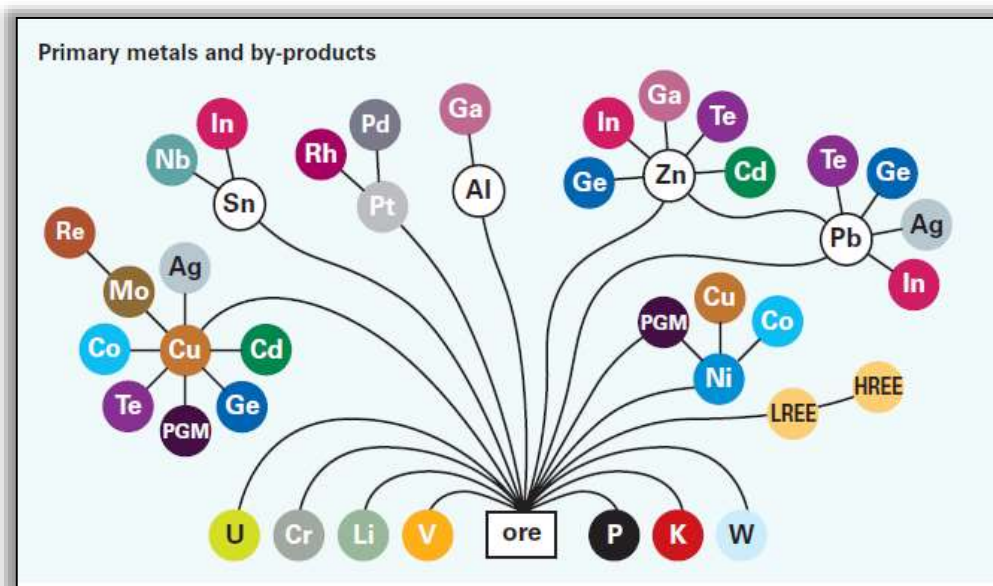 Primary metals and by-products
In
Nb
Sn
Pd
Rh
Pt
Ga
Al
Ga
In
Te
Ge
Zn
Cd
Te
Ge
Pb
Ag
In
Re
Ag
Mo
Co
Cu
Cd
Te
PGM
Ge
Cu
PGM
Co
Ni
LREE
HREE
U
Cr
Li
V
ore
P
K
W